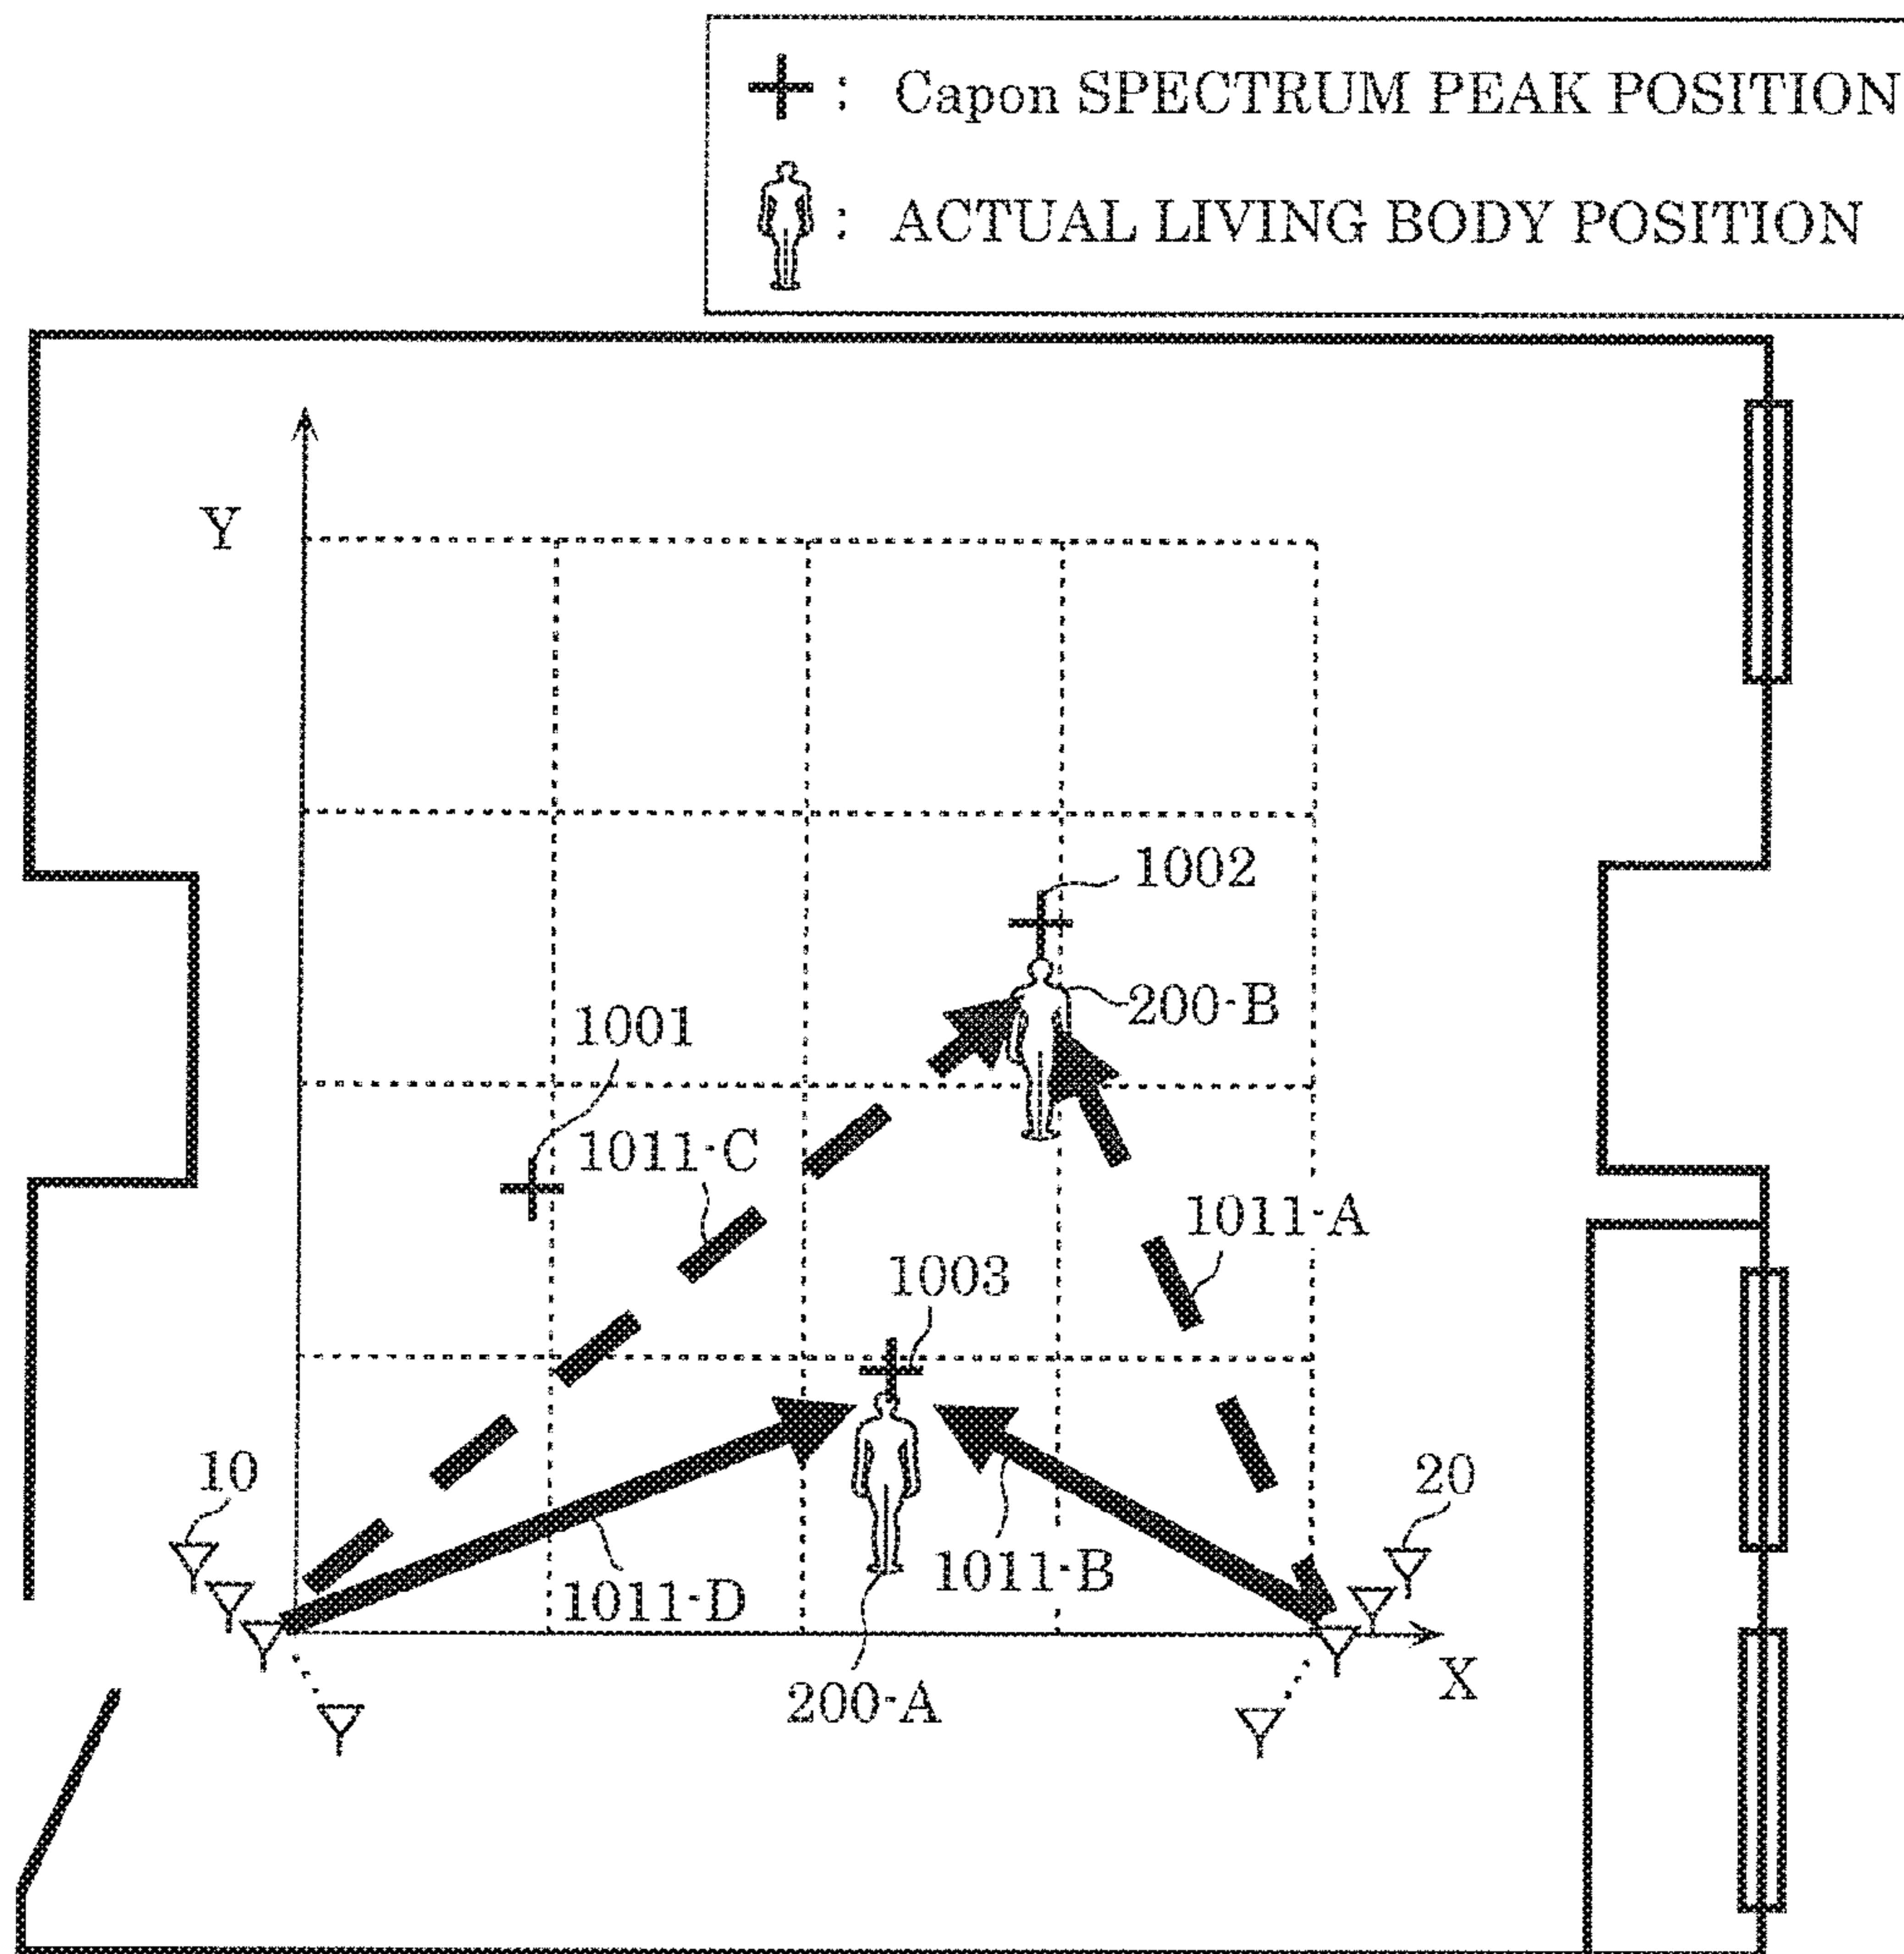 + : Capon SPECTRUM PEAK POSITION
: ACTUAL LIVING BODY POSITION
Y
1002
200-B
1001
1011-C
1011-A
1003
10
20
1011-B
1011-D
X
200-A